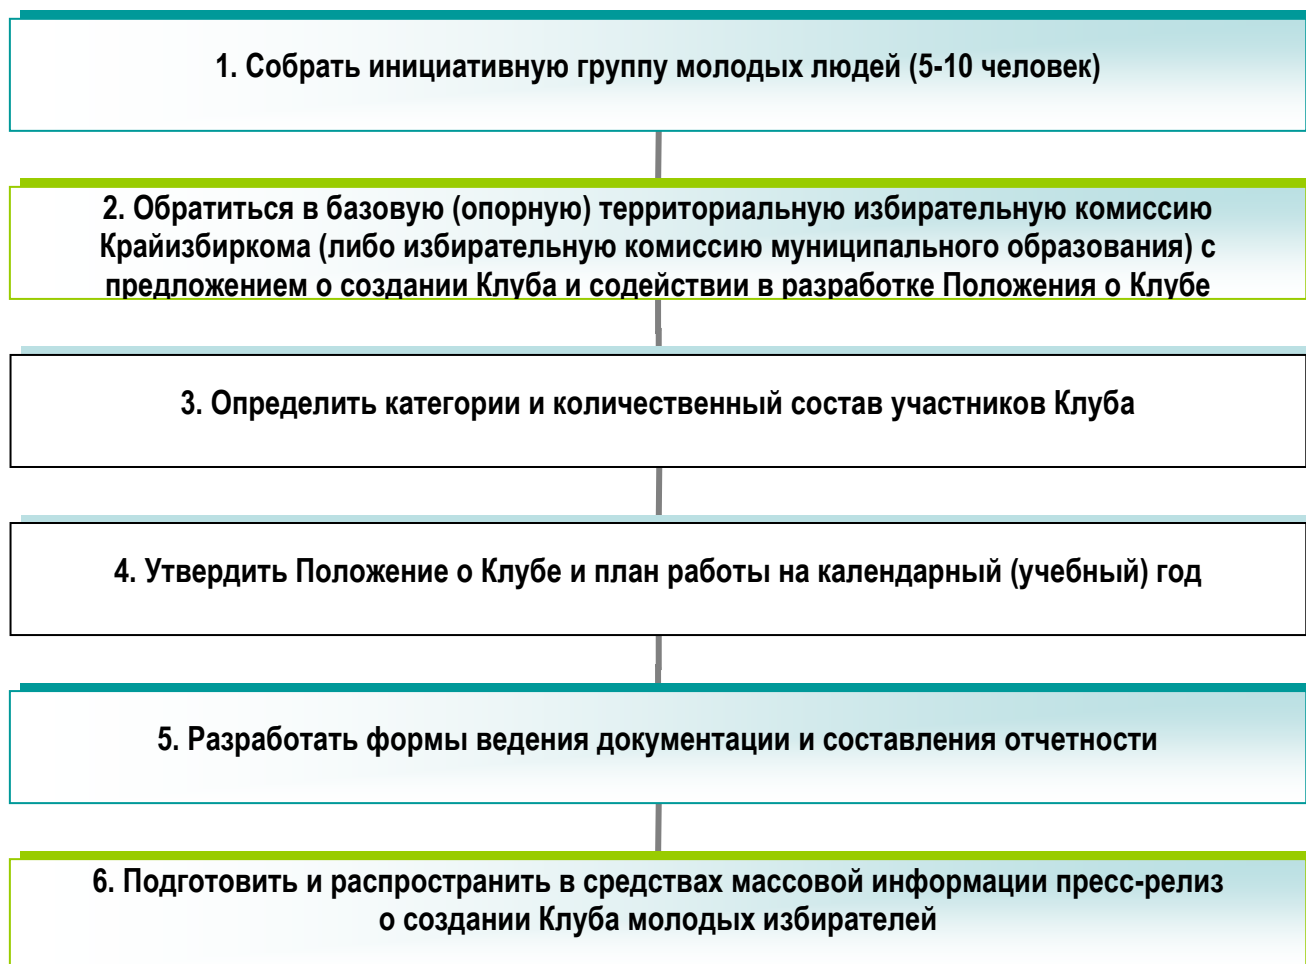 1. Собрать инициативную группу молодых людей (5-10 человек)
2. Обратиться в базовую (опорную) территориальную избирательную комиссию
Крайизбиркома (либо избирательную комиссию муниципального образования) с
предложением о создании Клуба и содействии в разработке Положения о Клубе
3. Определить категории и количественный состав участников Клуба
4. Утвердить Положение о Клубе и план работы на календарный (учебный) год
5. Разработать формы ведения документации и составления отчетности
6. Подготовить и распространить в средствах массовой информации пресс-релиз
о создании Клуба молодых избирателей